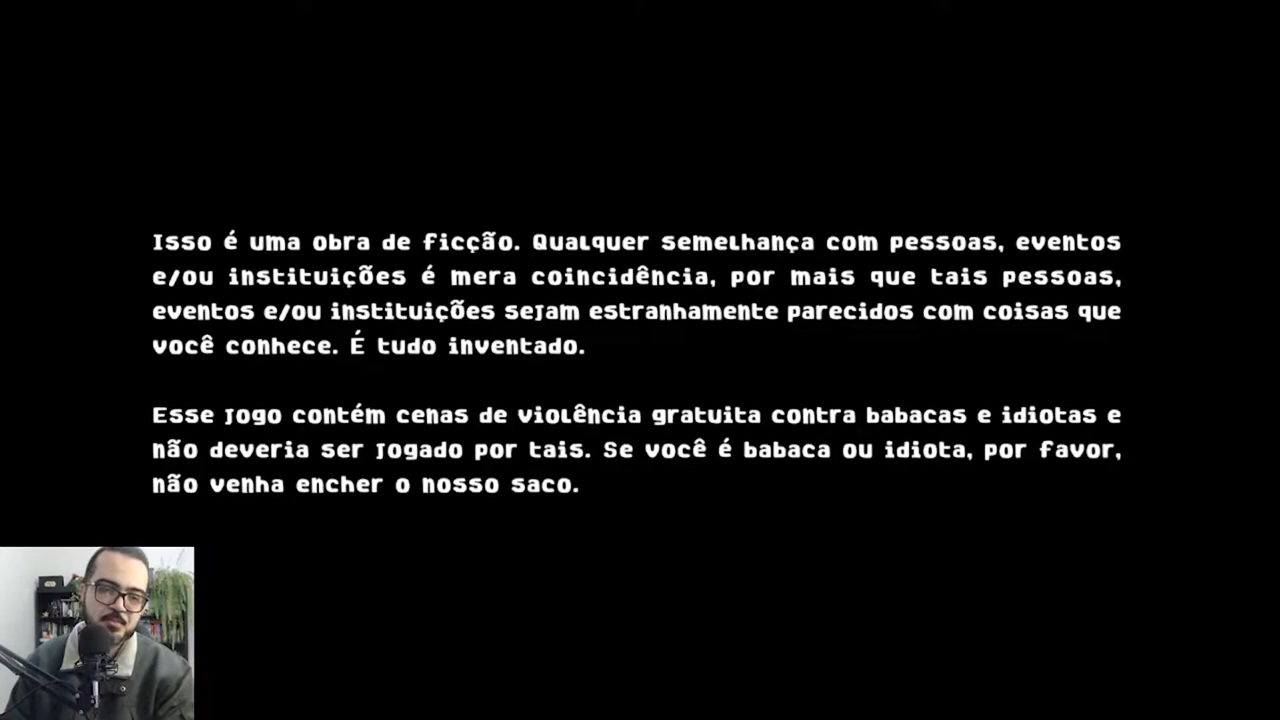 Isso é uma obra de ficção. Qualquer semelhança com pessoas, eventos
e/ou instituições é mera coincidência, por mais que tais pessoas,
eventos e/ou instituições sejam estranhamente parecidos com coisas que
você conhece. É tudo inventado.
Esse jogo contém cenas de violência gratuita contra babacas e idiotas e
não deveria ser jogado por tais. Se você é babaca ou idiota, por favor,
não venha encher o nosso saco.